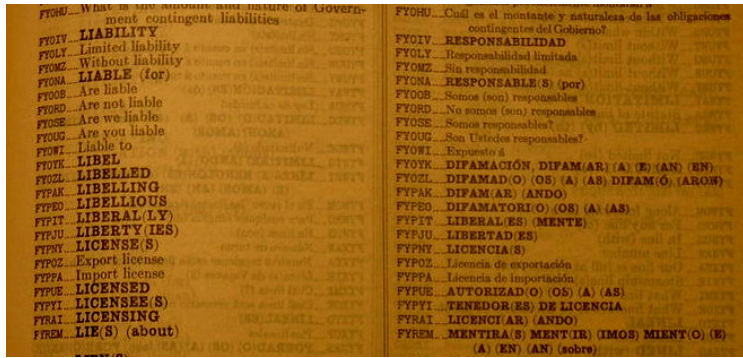 FYOHU What is the amount and nature of Govern-
ment contingent liabilities
FYOIV LIABILITY
FYOLY Limited liability
FYOMZ Without liability
FYONA LIABLE (for)
FYOOB Are liable
FYORD Are not liable
FYOSE Are we liable
FYOUG Are you liable
FYOWI Liable to
FYOYK LIBEL
FYOZL LIBELLED
FYPAK LIBELLING
FYPEO LIBELLIOUS
FYPIT LIBERAL(LY)
FYPJU LIBERTY(IES)
FYPNY LICENSE(S)
FYPOZ Export license
FYPPA Import license
FYPUE LICENSED
FYPYI LICENSEE(S)
FYRAI LICENSING
FYREM LIE(S) (about)
FYOHU Cuál es el montante y naturaleza de las obligaciones
contingentes del Gobierno?
FYOIV RESPONSABILIDAD
FYOLY Responsabilidad limitada
FYOMZ Sin responsabilidad
FYONA RESPONSABLE(S) (por)
FYOOB Somos (son) responsables
FYORD No somos (son) responsables
FYOSE Somos responsables?
FYOUG Son Ustedes responsables?
FYOWI Expuesto á
FYOYK DIFAMACIÓN, DIFAM(AR) (A) (E) (AN) (EN)
FYOZL DIFAMAD(O) (OS) (A) (AS) DIFAM(Ó) (ARON)
FYPAK DIFAM(AR) (ANDO)
FYPEO DIFAMATORI(O) (OS) (A) (AS)
FYPIT LIBERAL(ES) (MENTE)
FYPJU LIBERTAD(ES)
FYPNY LICENCIA(S)
FYPOZ Licencia de exportación
FYPPA Licencia de importación
FYPUE AUTORIZAD(O) (OS) (A) (AS)
FYPYI TENEDOR(ES) DE LICENCIA
FYRAI LICENCI(AR) (ANDO)
FYREM MENTIRA(S) MENT(IR) (IMOS) MIENT(O) (E)
(A) (EN) (AN) (sobre)